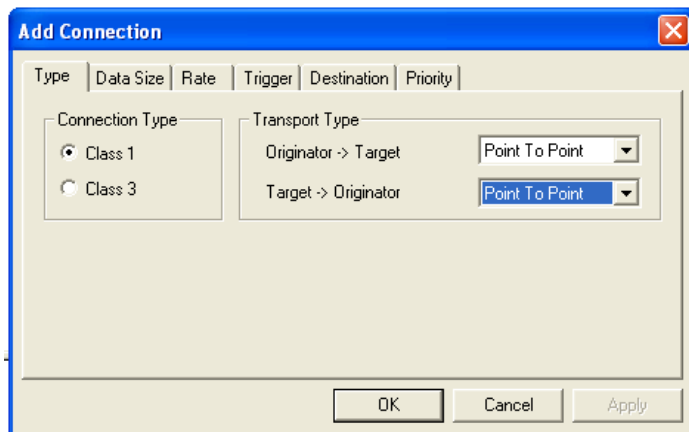 Add Connection
Type Data Size Rate Trigger Destination Priority
Connection Type Transport Type
Class 1 Originator -> Target Point To Point
Class 3 Target -> Originator Point To Point
OK Cancel Apply